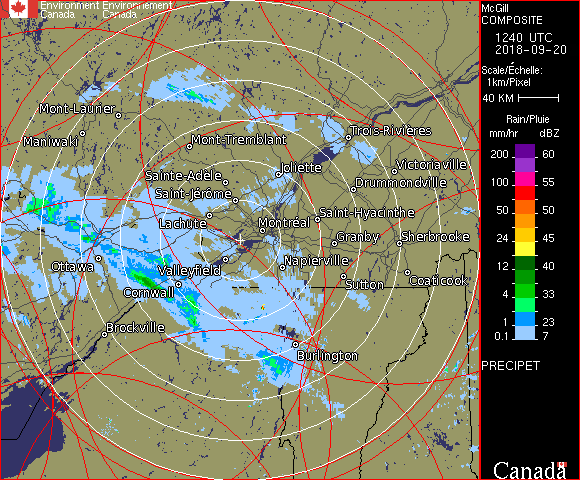 Environment Environnement
Canada Canada
McGill
COMPOSITE
1240 UTC
2018-09-20
Scale/Échelle:
1km/Pixel
40 KM
Rain/Pluie
mm/hr dBZ
200 60
100 55
50 50
24 45
12 40
4 33
1 23
0.1 7
PRECIPET
Canada
Mont-Laurier
Maniwaki
Mont-Tremblant
Trois-Rivières
Sainte-Adèle
Joliette
Victoriaville
Saint-Jérôme
Drummondville
Lachute
Saint-Hyacinthe
Montréal
Granby
Sherbrooke
Ottawa
Valleyfield
Napierville
Cornwall
Sutton
Coaticook
Brockville
Burlington